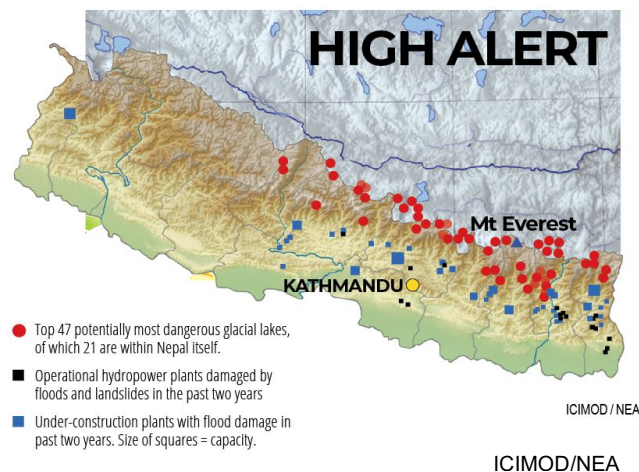 HIGH ALERT
Mt Everest
KATHMANDU
Top 47 potentially most dangerous glacial lakes,
of which 21 are within Nepal itself.
Operational hydropower plants damaged by
floods and landslides in the past two years
Under-construction plants with flood damage in
past two years. Size of squares = capacity.
ICIMOD / NEA
ICIMOD/NEA